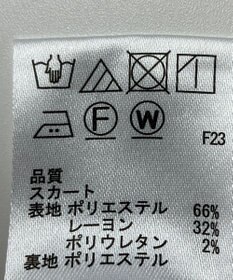 F W
F23
品質
スカート
表地 ポリエステル 66%
レーヨン 32%
ポリウレタン 2%
裏地 ポリエステル